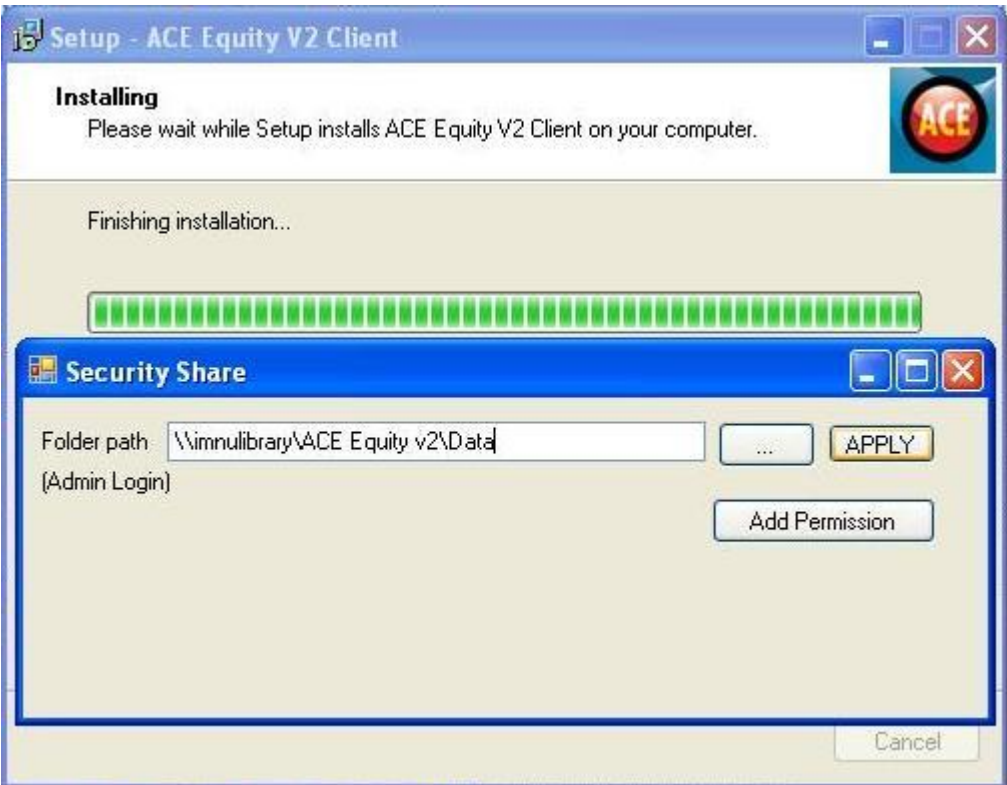 Setup - ACE Equity V2 Client
Installing
Please wait while Setup installs ACE Equity V2 Client on your computer.
ACE
Finishing installation...
Security Share
Folder path \\imnulibrary\ACE Equity v2\Data ... APPLY
(Admin Login)
Add Permission
Cancel